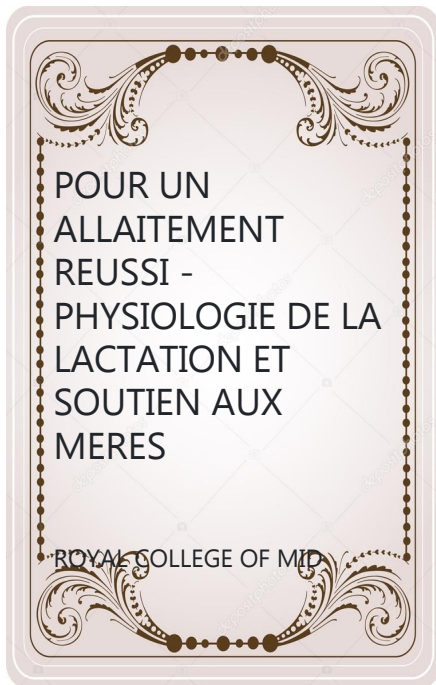 POUR UN
ALLAITEMENT
REUSSI -
PHYSIOLOGIE DE LA
LACTATION ET
SOUTIEN AUX
MERES
ROYAL COLLEGE OF MID